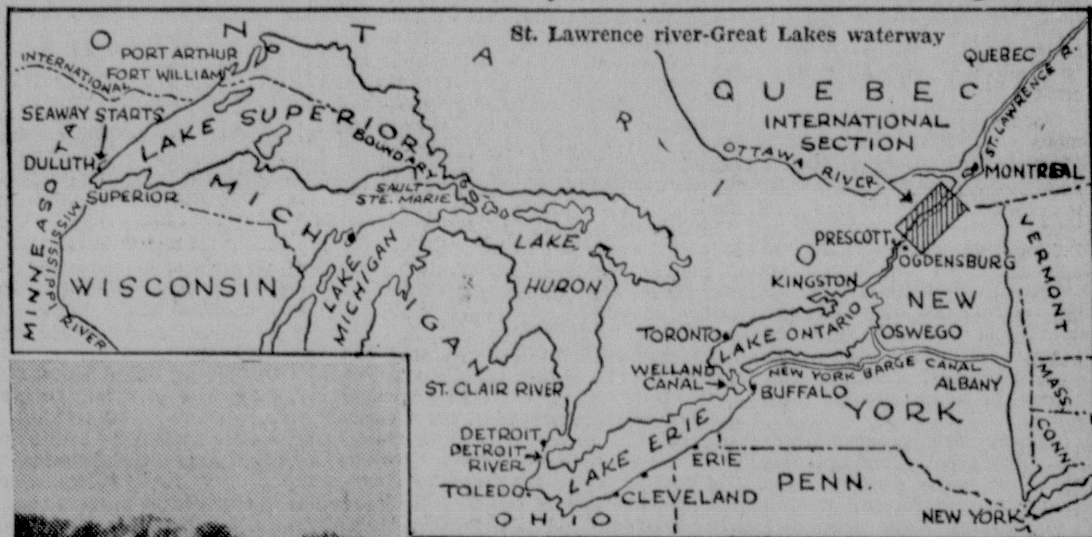 St. Lawrence river-Great Lakes waterway
ONTARIO
PORT ARTHUR
FORT WILLIAM
INTERNATIONAL
BOUNDARY
SEAWAY STARTS
LAKE SUPERIOR
DULUTH
SUPERIOR
MINNESOTA
MISSISSIPPI
RIVER
WISCONSIN
MICHIGAN
SAULT
STE. MARIE
LAKE
MICHIGAN
LAKE
HURON
ST. CLAIR RIVER
DETROIT
DETROIT
RIVER
TOLEDO
OHIO
LAKE ERIE
CLEVELAND
ERIE
PENN.
QUEBEC
QUEBEC
INTERNATIONAL
SECTION
OTTAWA RIVER
ST. LAWRENCE R.
MONTREAL
PRESCOTT
OGDENSBURG
KINGSTON
TORONTO
LAKE ONTARIO
OSWEGO
WELLAND
CANAL
NEW YORK BARGE CANAL
BUFFALO
ALBANY
NEW
YORK
VERMONT
MASS
CONN
NEW YORK